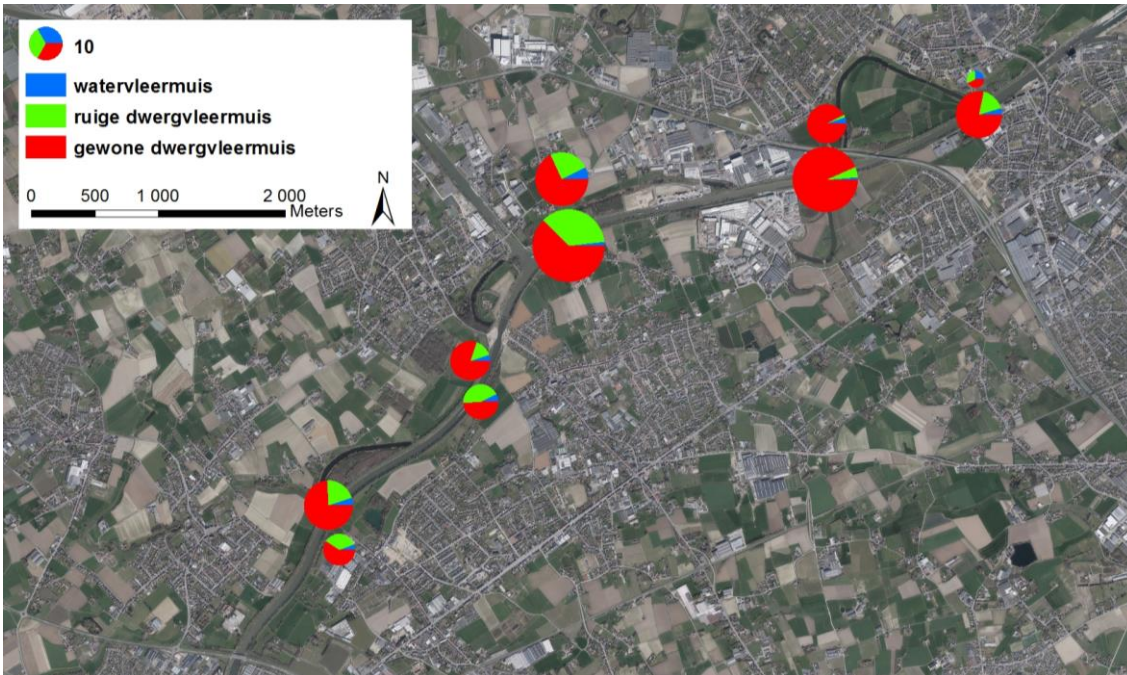 10
watervleermuis
ruige dwergvleermuis
gewone dwergvleermuis
0 500 1 000 2 000
Meters
N